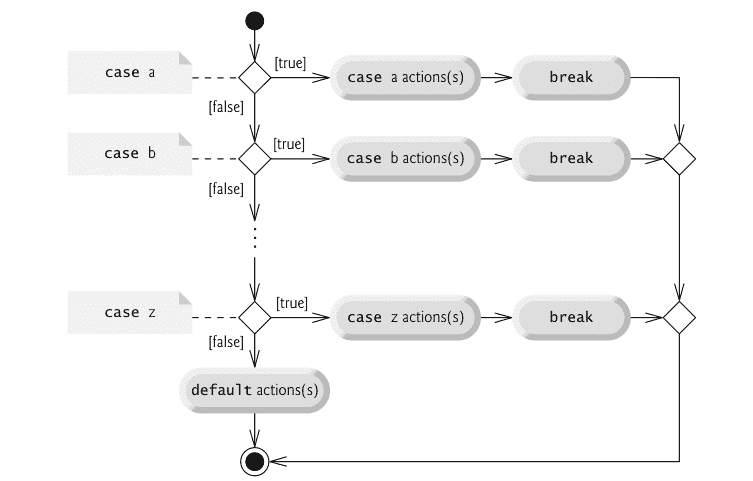 [true]
case a
case a actions(s)
break
[false]
[true]
case b
case b actions(s)
break
[false]
[true]
case z
case z actions(s)
break
[false]
default actions(s)